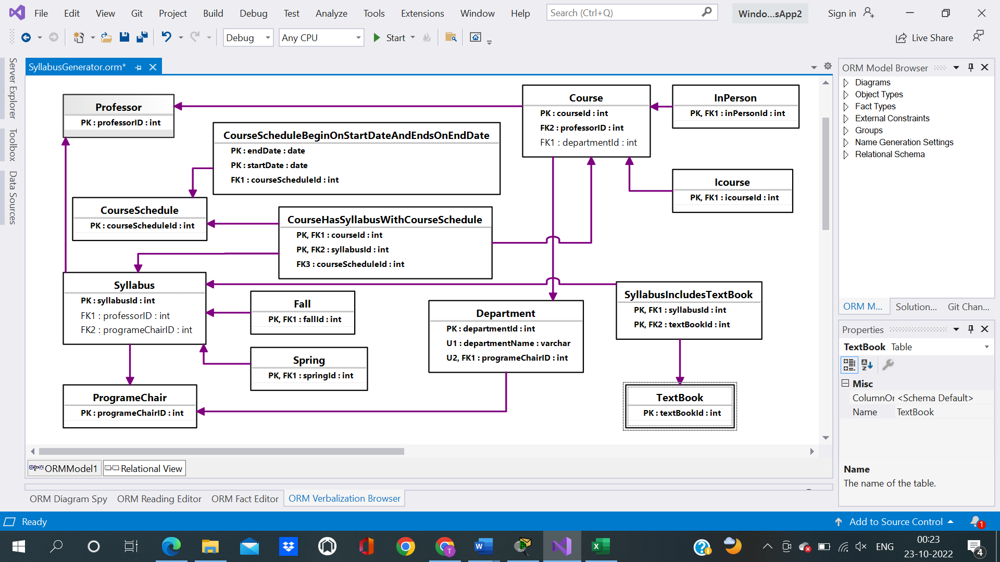 File Edit View Git Project Build Debug Test Analyze Tools Extensions Window Help Search (Ctrl+Q) Windo...sApp2 Sign in
Debug Any CPU Start Live Share
Server Explorer
Toolbox
Data Sources
SyllabusGenerator.orm*
Professor
PK : professorID : int
CourseScheduleBeginOnStartDateAndEndsOnEndDate
PK : endDate : date
PK : startDate : date
FK1 : courseScheduleId : int
Course
PK : courseId : int
FK2 : professorID : int
FK1 : departmentId : int
InPerson
PK, FK1 : inPersonId : int
Icourse
PK, FK1 : icourseId : int
CourseSchedule
PK : courseScheduleId : int
CourseHasSyllabusWithCourseSchedule
PK, FK1 : courseId : int
PK, FK2 : syllabusId : int
FK3 : courseScheduleId : int
Syllabus
PK : syllabusId : int
FK1 : professorID : int
FK2 : programeChairID : int
Fall
PK, FK1 : fallId : int
Spring
PK, FK1 : springId : int
Department
PK : departmentId : int
U1 : departmentName : varchar
U2, FK1 : programeChairID : int
SyllabusIncludesTextBook
PK, FK1 : syllabusId : int
PK, FK2 : textBookId : int
ProgrameChair
PK : programeChairID : int
TextBook
PK : textBookId : int
ORMModel1 Relational View
ORM Diagram Spy ORM Reading Editor ORM Fact Editor ORM Verbalization Browser
ORM Model Browser
Diagrams
Object Types
Fact Types
External Constraints
Groups
Name Generation Settings
Relational Schema
ORM M... Solution... Git Chan...
Properties
TextBook Table
Misc
ColumnOr <Schema Default>
Name TextBook
Name
The name of the table.
Ready Add to Source Control 1
00:23
ENG
23-10-2022
4